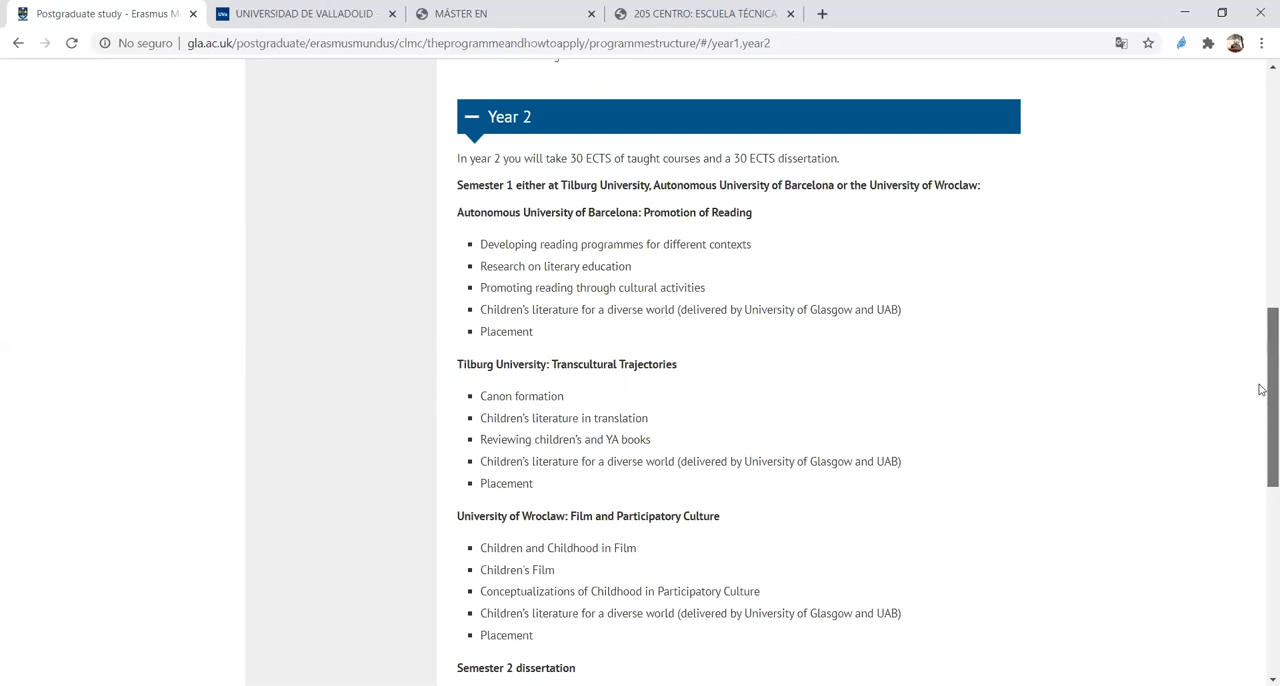 Postgraduate study - Erasmus M
UNIVERSIDAD DE VALLADOLID
MÁSTER EN
205 CENTRO: ESCUELA TÉCNICA
No seguro
gla.ac.uk/postgraduate/erasmusmundus/clmc/theprogrammeandhowtoapply/programmestructure/#/year1,year2
Year 2
In year 2 you will take 30 ECTS of taught courses and a 30 ECTS dissertation.
Semester 1 either at Tilburg University, Autonomous University of Barcelona or the University of Wroclaw:
Autonomous University of Barcelona: Promotion of Reading
Developing reading programmes for different contexts
Research on literary education
Promoting reading through cultural activities
Children's literature for a diverse world (delivered by University of Glasgow and UAB)
Placement
Tilburg University: Transcultural Trajectories
Canon formation
Children's literature in translation
Reviewing children's and YA books
Children's literature for a diverse world (delivered by University of Glasgow and UAB)
Placement
University of Wroclaw: Film and Participatory Culture
Children and Childhood in Film
Children's Film
Conceptualizations of Childhood in Participatory Culture
Children's literature for a diverse world (delivered by University of Glasgow and UAB)
Placement
Semester 2 dissertation